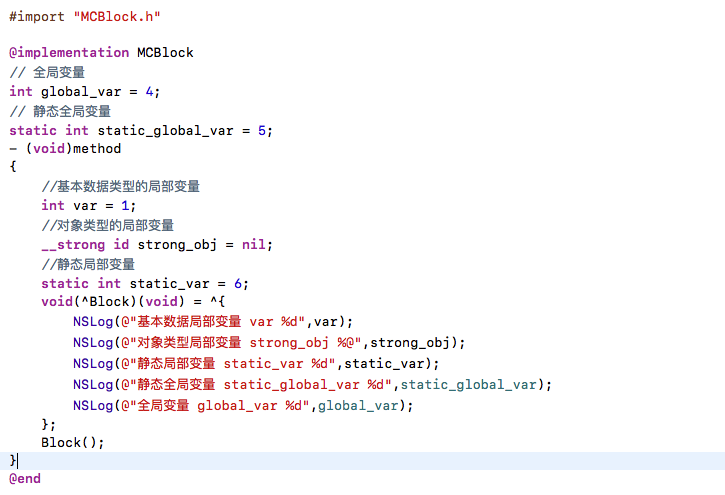 #import "MCBlock.h"
@implementation MCBlock
// 全局变量
int global_var = 4;
// 静态全局变量
static int static_global_var = 5;
- (void)method
{
//基本数据类型的局部变量
int var = 1;
//对象类型的局部变量
__strong id strong_obj = nil;
//静态局部变量
static int static_var = 6;
void(^Block)(void) = ^{
NSLog(@"基本数据局部变量 var %d",var);
NSLog(@"对象类型局部变量 strong_obj %@",strong_obj);
NSLog(@"静态局部变量 static_var %d",static_var);
NSLog(@"静态全局变量 static_global_var %d",static_global_var);
NSLog(@"全局变量 global_var %d",global_var);
};
Block();
}
@end